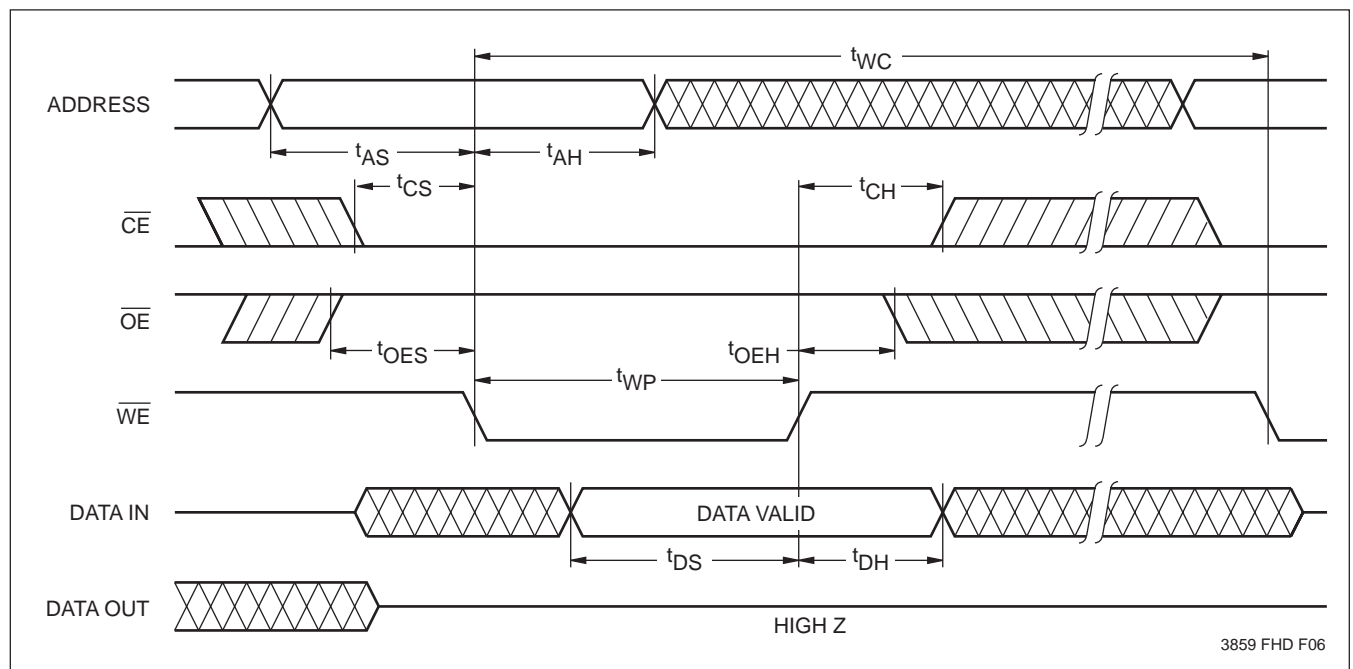 tWC
ADDRESS
tAS
tAH
tCS
tCH
CE
OE
tOES
tOEH
tWP
WE
DATA IN
DATA VALID
tDS
tDH
DATA OUT
HIGH Z
3859 FHD F06